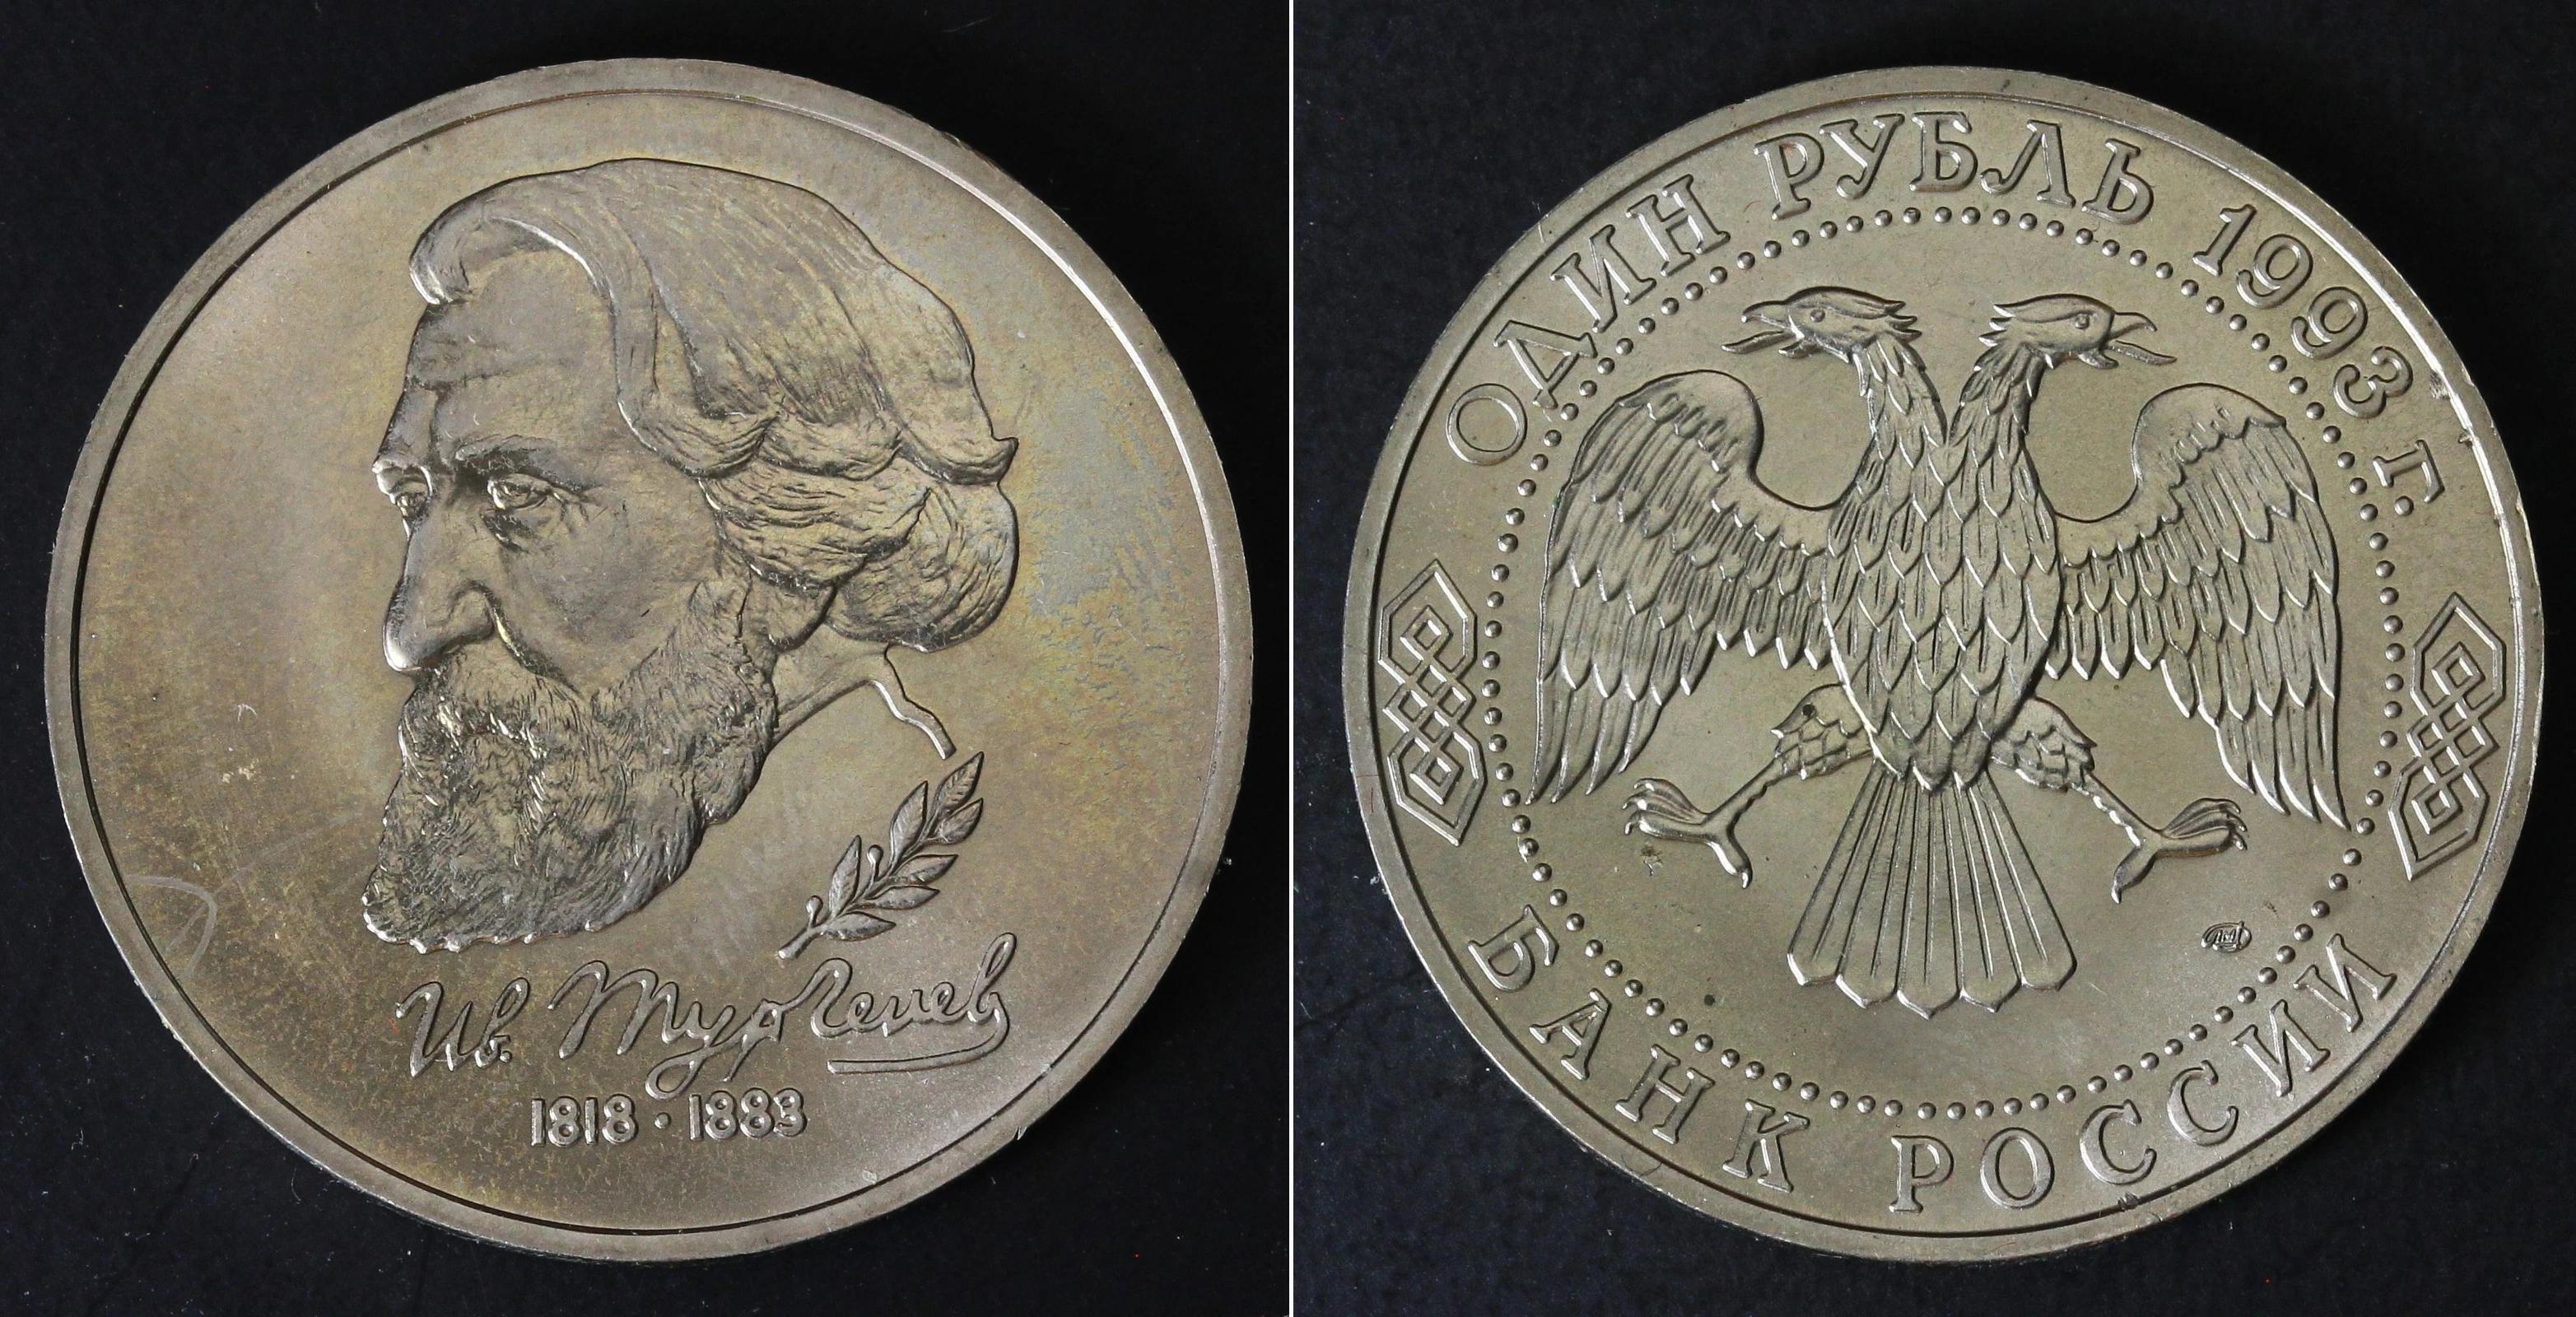 Ив. Тургенев
1818 · 1883
ОДИН РУБЛЬ 1993 Г.
БАНК РОССИИ